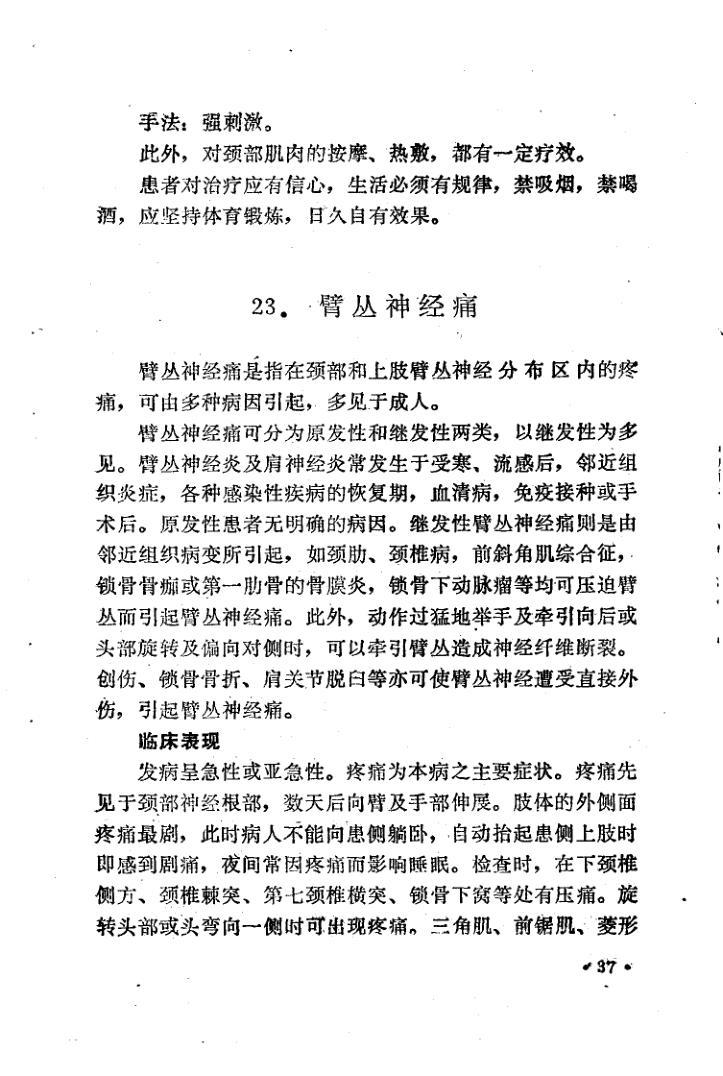 手法：强刺激。
此外，对颈部肌肉的按摩、热敷，都有一定疗效。
患者对治疗应有信心，生活必须有规律，禁吸烟，禁喝
酒，应坚持体育锻炼，日久自有效果。
23．臂丛神经痛
臂丛神经痛是指在颈部和上肢臂丛神经分布区内的疼
痛，可由多种病因引起，多见于成人。
臂丛神经痛可分为原发性和继发性两类，以继发性为多
见。臂丛神经炎及肩神经炎常发生于受寒、流感后，邻近组
织炎症，各种感染性疾病的恢复期，血清病，免疫接种或手
术后。原发性患者无明确的病因。继发性臂丛神经痛则是由
邻近组织病变所引起，如颈肋、颈椎病，前斜角肌综合征，
锁骨骨痂或第一肋骨的骨膜炎，锁骨下动脉瘤等均可压迫臂
丛而引起臂丛神经痛。此外，动作过猛地举手及牵引向后或
头部旋转及偏向对侧时，可以牵引臂丛造成神经纤维断裂。
创伤、锁骨骨折、肩关节脱臼等亦可使臂丛神经遭受直接外
伤，引起臂丛神经痛。
临床表现
发病呈急性或亚急性。疼痛为本病之主要症状。疼痛先
见于颈部神经根部，数天后向臂及手部伸展。肢体的外侧面
疼痛最剧，此时病人不能向患侧躺卧，自动抬起患侧上肢时
即感到剧痛，夜间常因疼痛而影响睡眠。检查时，在下颈椎
侧方、颈椎棘突、第七颈椎横突、锁骨下窝等处有压痛。旋
转头部或头弯向一侧时可出现疼痛。三角肌、前锯肌、菱形
37